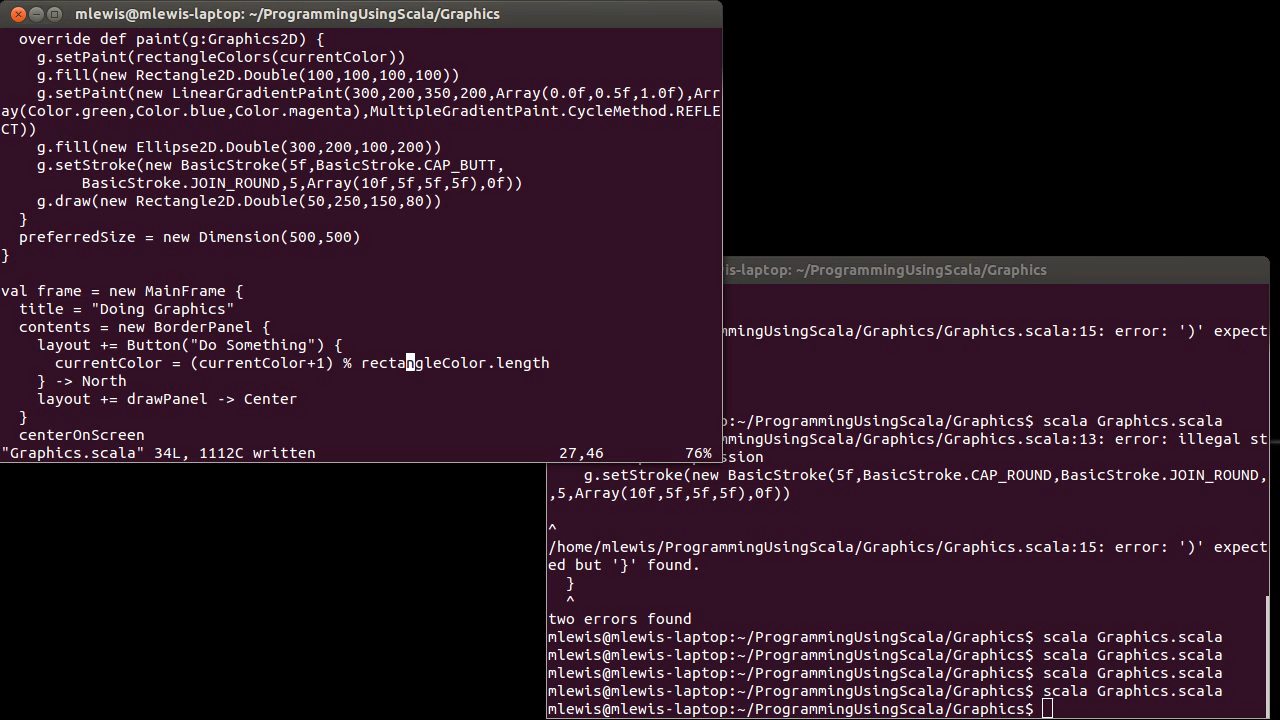 mlewis@mlewis-laptop: ~/ProgrammingUsingScala/Graphics
override def paint(g:Graphics2D) {
g.setPaint(rectangleColors(currentColor))
g.fill(new Rectangle2D.Double(100,100,100,100))
g.setPaint(new LinearGradientPaint(300,200,350,200,Array(0.0f,0.5f,1.0f),Arr
ay(Color.green,Color.blue,Color.magenta),MultipleGradientPaint.CycleMethod.REFLE
CT))
g.fill(new Ellipse2D.Double(300,200,100,200))
g.setStroke(new BasicStroke(5f,BasicStroke.CAP_BUTT,
BasicStroke.JOIN_ROUND,5,Array(10f,5f,5f,5f),0f))
g.draw(new Rectangle2D.Double(50,250,150,80))
}
preferredSize = new Dimension(500,500)
}
val frame = new MainFrame {
title = "Doing Graphics"
contents = new BorderPanel {
layout += Button("Do Something") {
currentColor = (currentColor+1) % rectangleColor.length
} -> North
layout += drawPanel -> Center
}
centerOnScreen
"Graphics.scala" 34L, 1112C written 27,46 76%
is-laptop: ~/ProgrammingUsingScala/Graphics
mmingUsingScala/Graphics/Graphics.scala:15: error: ')' expect
p:~/ProgrammingUsingScala/Graphics$ scala Graphics.scala
mmingUsingScala/Graphics/Graphics.scala:13: error: illegal st
ssion
g.setStroke(new BasicStroke(5f,BasicStroke.CAP_ROUND,BasicStroke.JOIN_ROUND,
,5,Array(10f,5f,5f,5f),0f))
^
/home/mlewis/ProgrammingUsingScala/Graphics/Graphics.scala:15: error: ')' expect
ed but '}' found.
}
^
two errors found
mlewis@mlewis-laptop:~/ProgrammingUsingScala/Graphics$ scala Graphics.scala
mlewis@mlewis-laptop:~/ProgrammingUsingScala/Graphics$ scala Graphics.scala
mlewis@mlewis-laptop:~/ProgrammingUsingScala/Graphics$ scala Graphics.scala
mlewis@mlewis-laptop:~/ProgrammingUsingScala/Graphics$ scala Graphics.scala
mlewis@mlewis-laptop:~/ProgrammingUsingScala/Graphics$